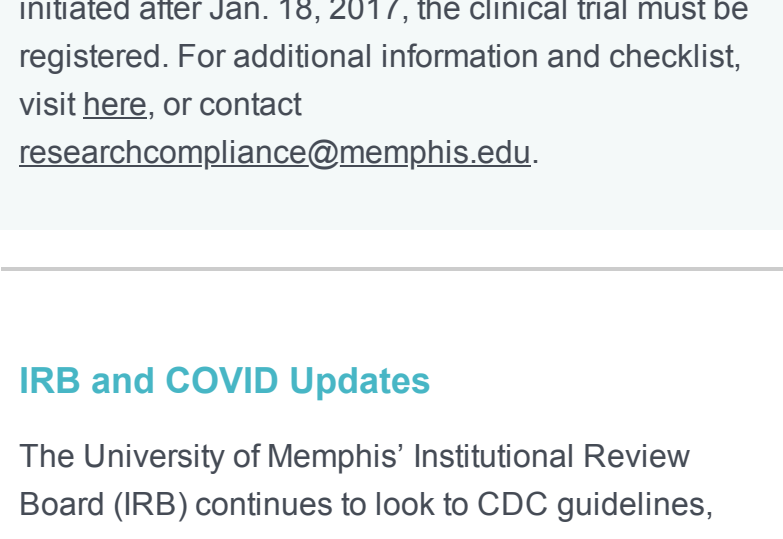 initiated after Jan. 18, 2017, the clinical trial must be
registered. For additional information and checklist,
visit here, or contact
researchcompliance@memphis.edu.
IRB and COVID Updates
The University of Memphis’ Institutional Review
Board (IRB) continues to look to CDC guidelines,